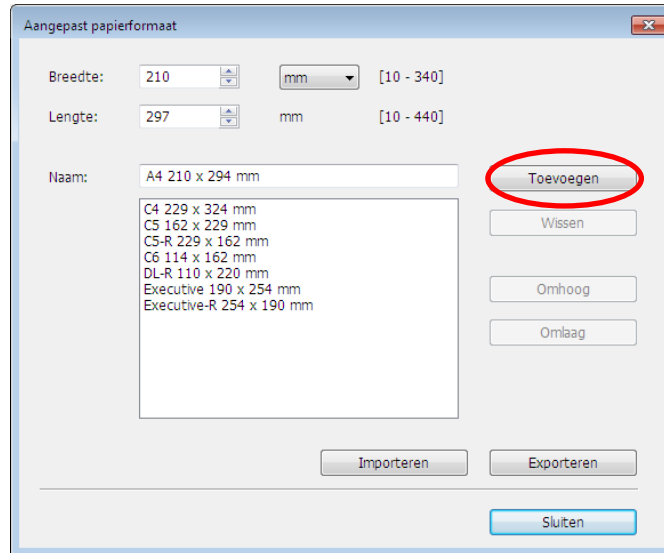 Aangepast papierformaat
Breedte: 210 mm [10 - 340]
Lengte: 297 mm [10 - 440]
Naam: A4 210 x 294 mm Toevoegen
C4 229 x 324 mm Wissen
C5 162 x 229 mm
C5-R 229 x 162 mm
C6 114 x 162 mm
DL-R 110 x 220 mm
Executive 190 x 254 mm Omhoog
Executive-R 254 x 190 mm
Omlaag
Importeren Exporteren
Sluiten